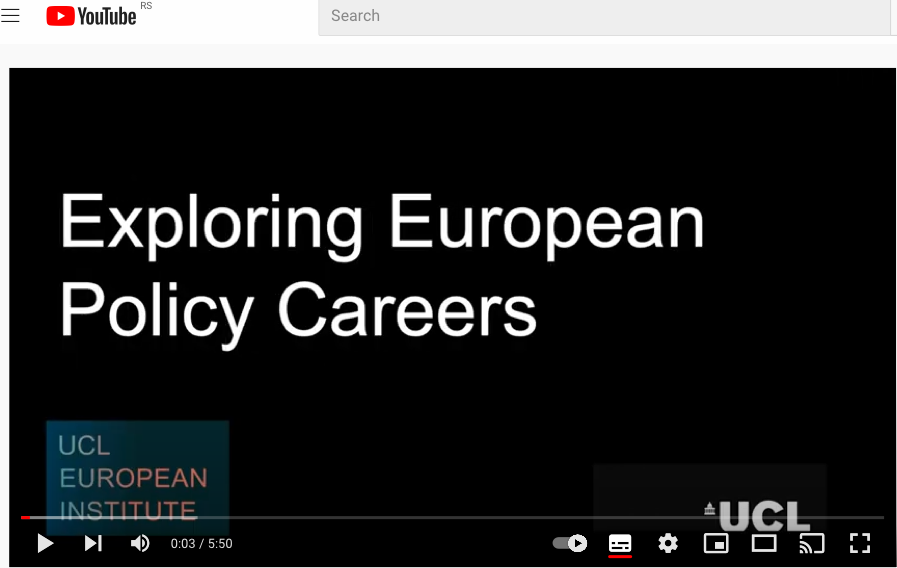 YouTube RS
Search
Exploring European
Policy Careers
UCL
EUROPEAN
INSTITUTE
UCL
0:03 / 5:50